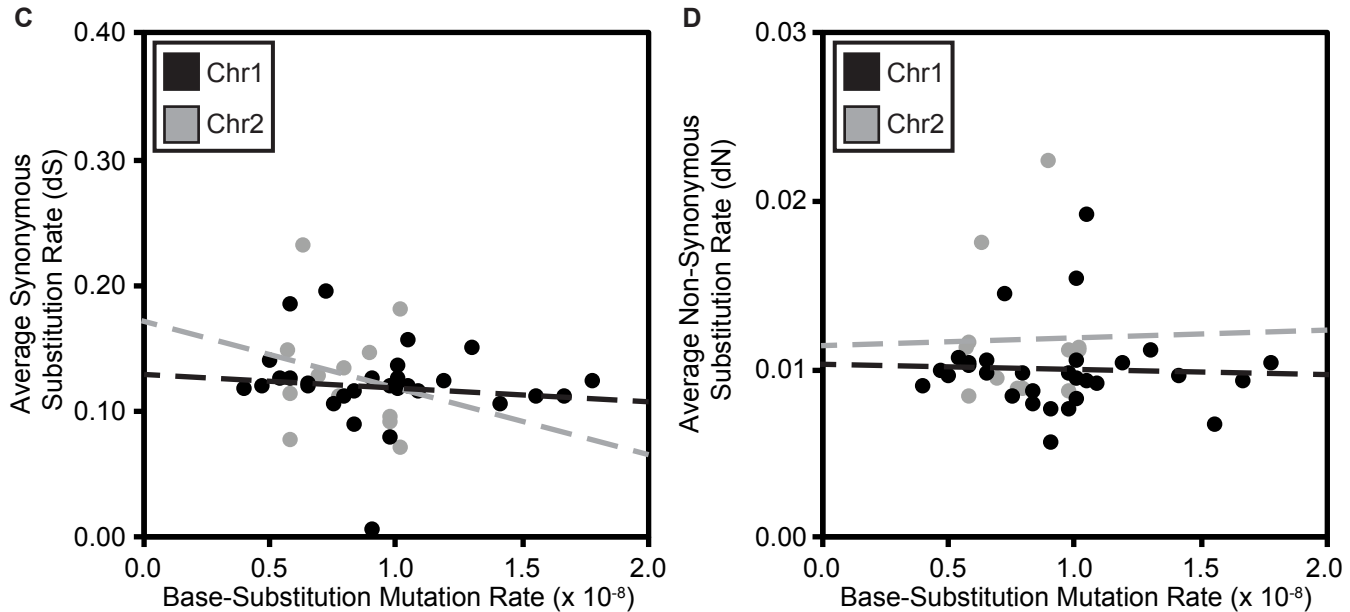 C
Average Synonymous
Substitution Rate (dS)
0.40
0.30
0.20
0.10
0.00
Chr1
Chr2
0.0
0.5
1.0
1.5
2.0
Base-Substitution Mutation Rate (x 10⁻⁸)
D
Average Non-Synonymous
Substitution Rate (dN)
0.03
0.02
0.01
0.00
Chr1
Chr2
0.0
0.5
1.0
1.5
2.0
Base-Substitution Mutation Rate (x 10⁻⁸)